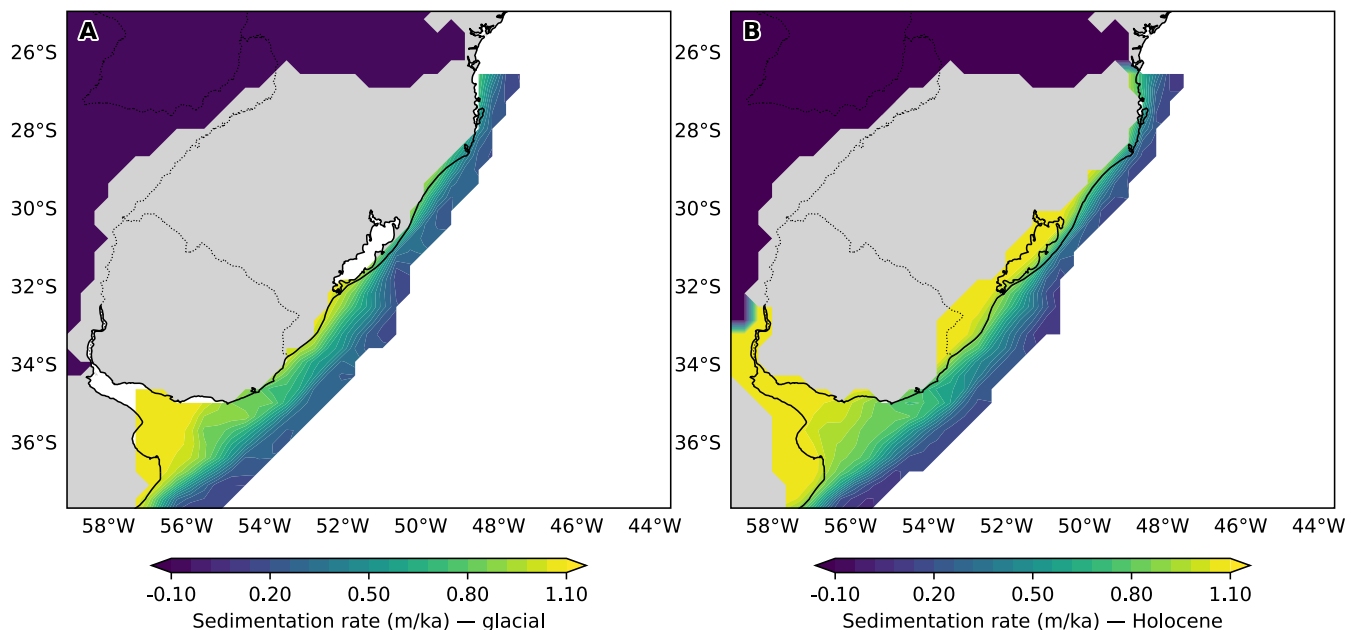 A
B
26°S
28°S
30°S
32°S
34°S
36°S
26°S
28°S
30°S
32°S
34°S
36°S
58°W 56°W 54°W 52°W 50°W 48°W 46°W 44°W
58°W 56°W 54°W 52°W 50°W 48°W 46°W 44°W
-0.10 0.20 0.50 0.80 1.10
Sedimentation rate (m/ka) — glacial
-0.10 0.20 0.50 0.80 1.10
Sedimentation rate (m/ka) — Holocene